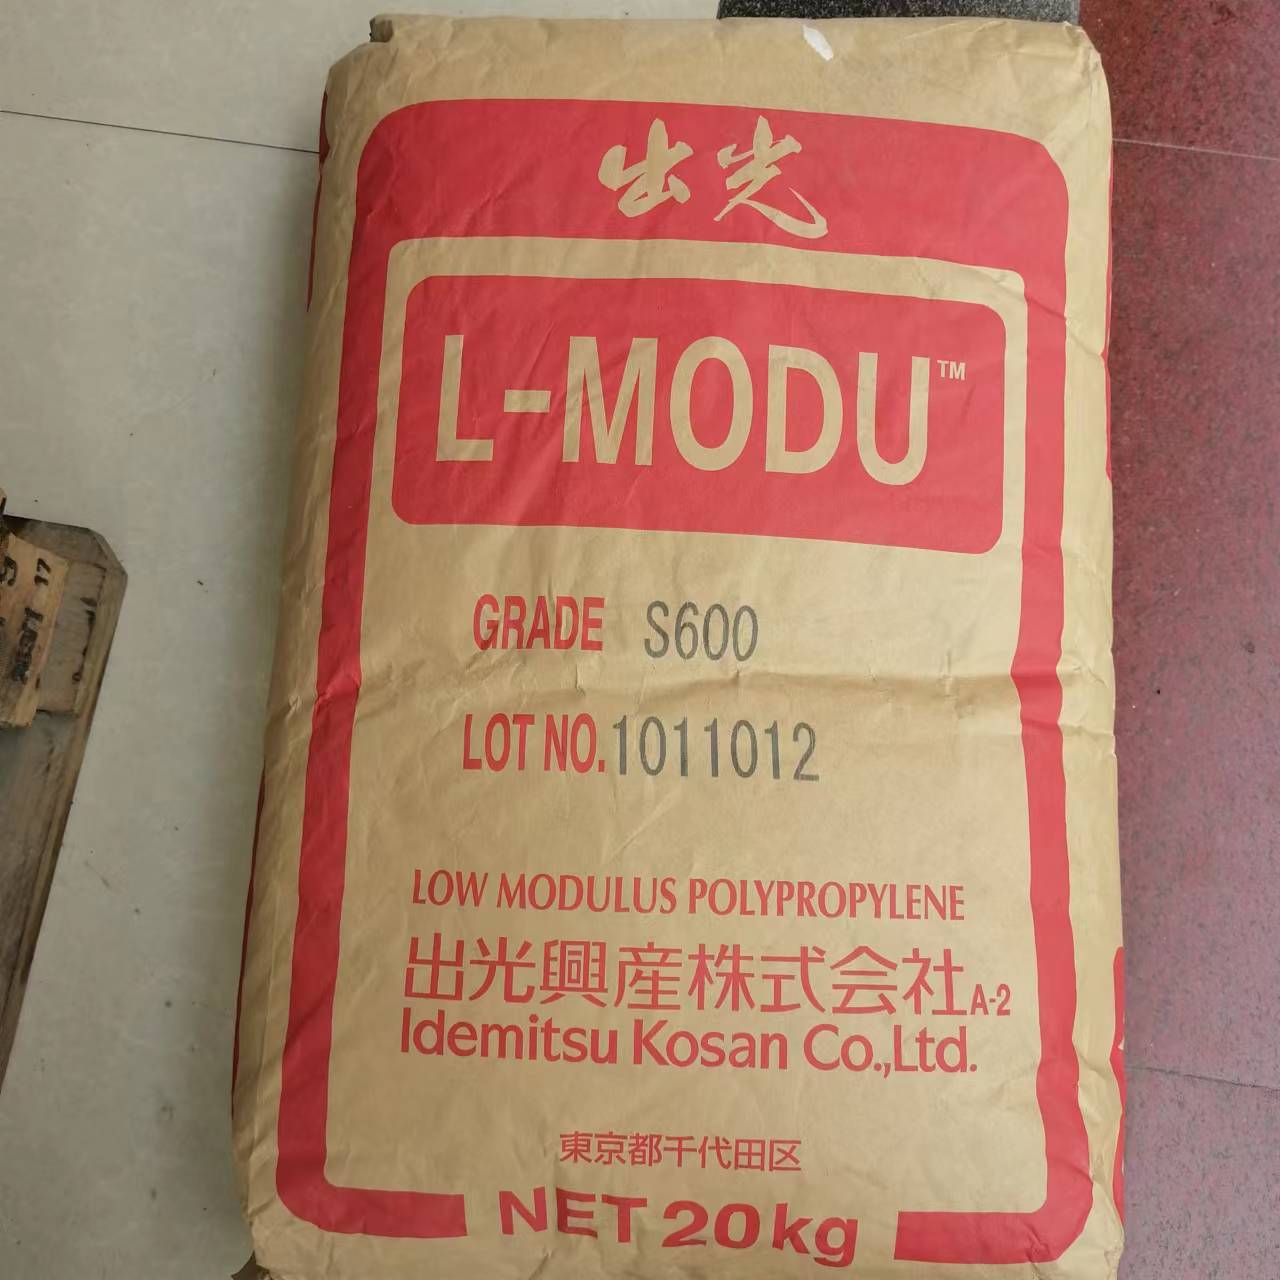 出光
L-MODU™
GRADE S600
LOT NO. 1011012
LOW MODULUS POLYPROPYLENE
出光興産株式会社 A-2
Idemitsu Kosan Co.,Ltd.
東京都千代田区
NET 20kg
17